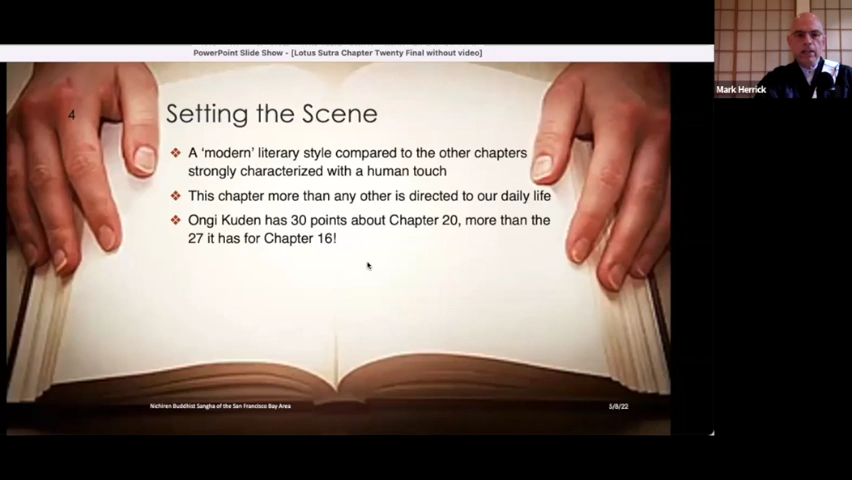 PowerPoint Slide Show - [Lotus Sutra Chapter Twenty Final without video]
Mark Herrick
4
Setting the Scene
A ‘modern’ literary style compared to the other chapters
strongly characterized with a human touch
This chapter more than any other is directed to our daily life
Ongi Kuden has 30 points about Chapter 20, more than the
27 it has for Chapter 16!
Nichiren Buddhist Sangha of the San Francisco Bay Area
5/8/22